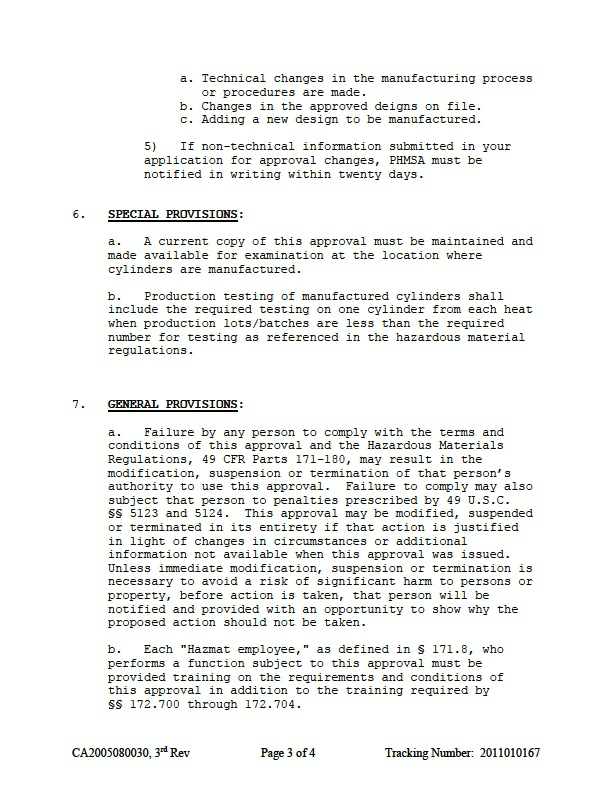 a. Technical changes in the manufacturing process
or procedures are made.
b. Changes in the approved deigns on file.
c. Adding a new design to be manufactured.
5) If non-technical information submitted in your
application for approval changes, PHMSA must be
notified in writing within twenty days.
6. SPECIAL PROVISIONS:
a. A current copy of this approval must be maintained and
made available for examination at the location where
cylinders are manufactured.
b. Production testing of manufactured cylinders shall
include the required testing on one cylinder from each heat
when production lots/batches are less than the required
number for testing as referenced in the hazardous material
regulations.
7. GENERAL PROVISIONS:
a. Failure by any person to comply with the terms and
conditions of this approval and the Hazardous Materials
Regulations, 49 CFR Parts 171-180, may result in the
modification, suspension or termination of that person's
authority to use this approval. Failure to comply may also
subject that person to penalties prescribed by 49 U.S.C.
§§ 5123 and 5124. This approval may be modified, suspended
or terminated in its entirety if that action is justified
in light of changes in circumstances or additional
information not available when this approval was issued.
Unless immediate modification, suspension or termination is
necessary to avoid a risk of significant harm to persons or
property, before action is taken, that person will be
notified and provided with an opportunity to show why the
proposed action should not be taken.
b. Each "Hazmat employee," as defined in § 171.8, who
performs a function subject to this approval must be
provided training on the requirements and conditions of
this approval in addition to the training required by
§§ 172.700 through 172.704.
CA2005080030, 3rd Rev Page 3 of 4 Tracking Number: 2011010167